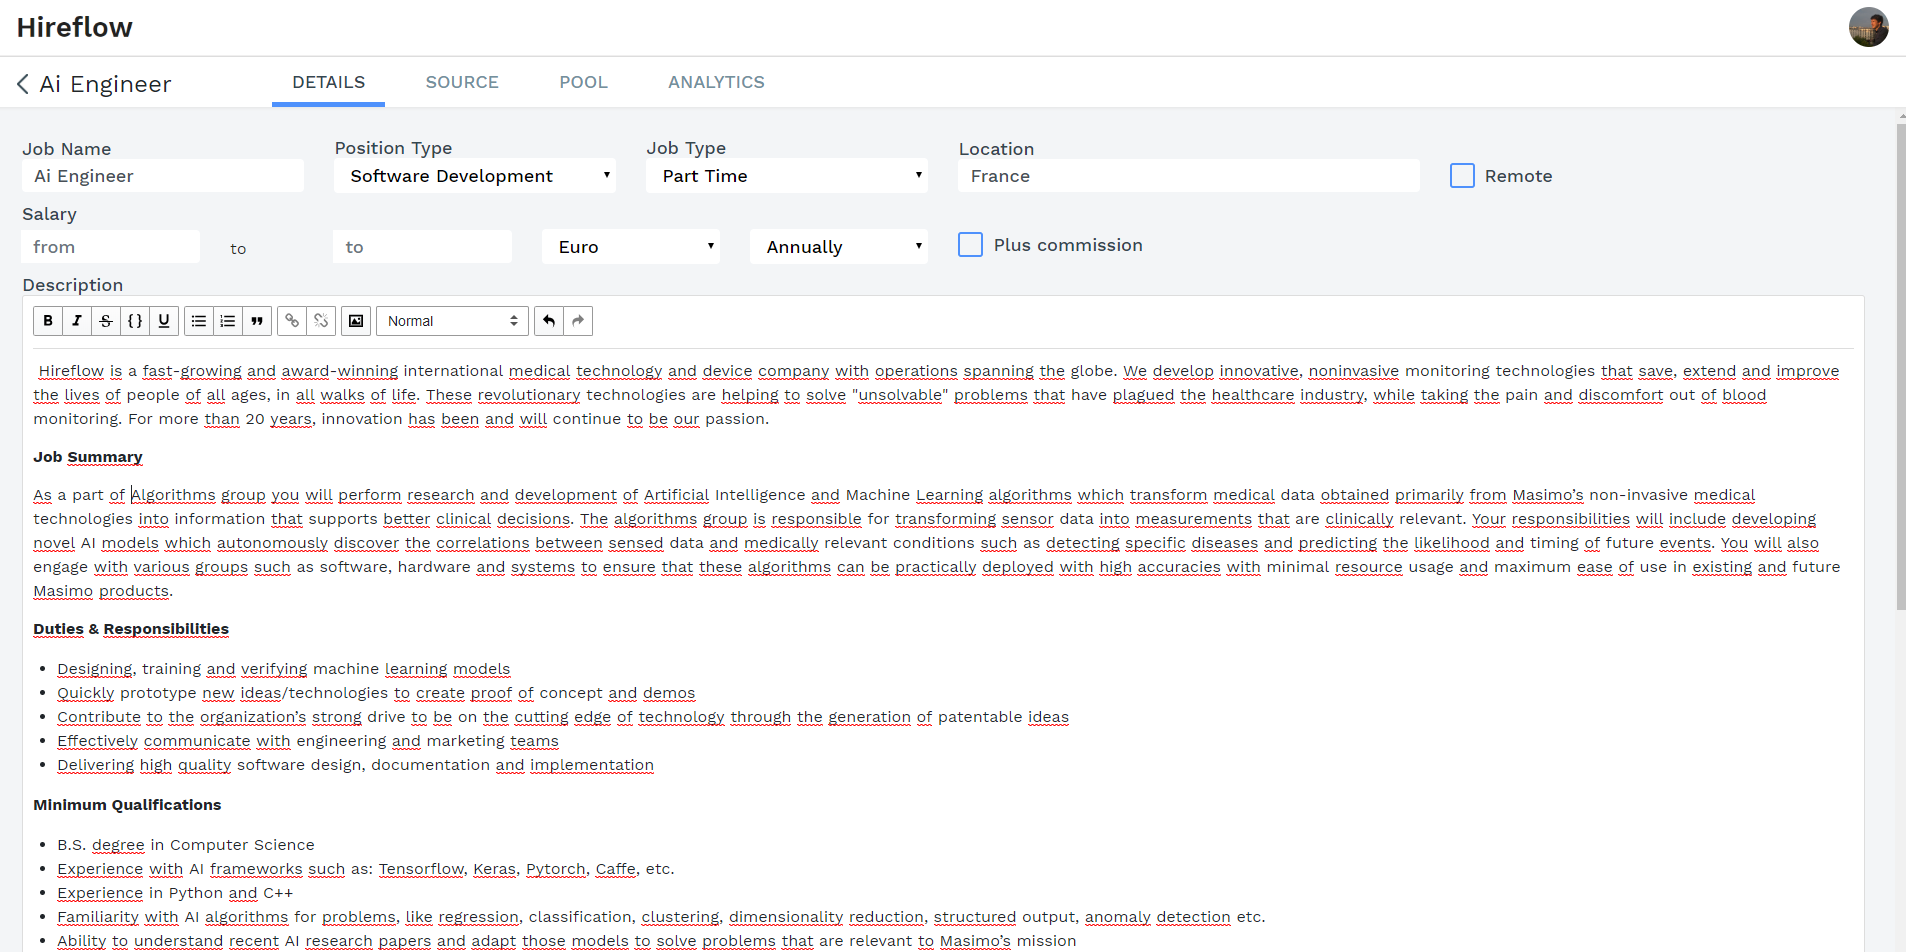 Hireflow
Ai Engineer
DETAILS
SOURCE
POOL
ANALYTICS
Job Name
Position Type
Job Type
Location
Ai Engineer
Software Development
Part Time
France
Remote
Salary
from
to
to
Euro
Annually
Plus commission
Description
B I S {} U
Normal
Hireflow is a fast-growing and award-winning international medical technology and device company with operations spanning the globe. We develop innovative, noninvasive monitoring technologies that save, extend and improve
the lives of people of all ages, in all walks of life. These revolutionary technologies are helping to solve "unsolvable" problems that have plagued the healthcare industry, while taking the pain and discomfort out of blood
monitoring. For more than 20 years, innovation has been and will continue to be our passion.
Job Summary
As a part of Algorithms group you will perform research and development of Artificial Intelligence and Machine Learning algorithms which transform medical data obtained primarily from Masimo’s non-invasive medical
technologies into information that supports better clinical decisions. The algorithms group is responsible for transforming sensor data into measurements that are clinically relevant. Your responsibilities will include developing
novel AI models which autonomously discover the correlations between sensed data and medically relevant conditions such as detecting specific diseases and predicting the likelihood and timing of future events. You will also
engage with various groups such as software, hardware and systems to ensure that these algorithms can be practically deployed with high accuracies with minimal resource usage and maximum ease of use in existing and future
Masimo products.
Duties & Responsibilities
• Designing, training and verifying machine learning models
• Quickly prototype new ideas/technologies to create proof of concept and demos
• Contribute to the organization’s strong drive to be on the cutting edge of technology through the generation of patentable ideas
• Effectively communicate with engineering and marketing teams
• Delivering high quality software design, documentation and implementation
Minimum Qualifications
• B.S. degree in Computer Science
• Experience with AI frameworks such as: Tensorflow, Keras, Pytorch, Caffe, etc.
• Experience in Python and C++
• Familiarity with AI algorithms for problems, like regression, classification, clustering, dimensionality reduction, structured output, anomaly detection etc.
• Ability to understand recent AI research papers and adapt those models to solve problems that are relevant to Masimo’s mission